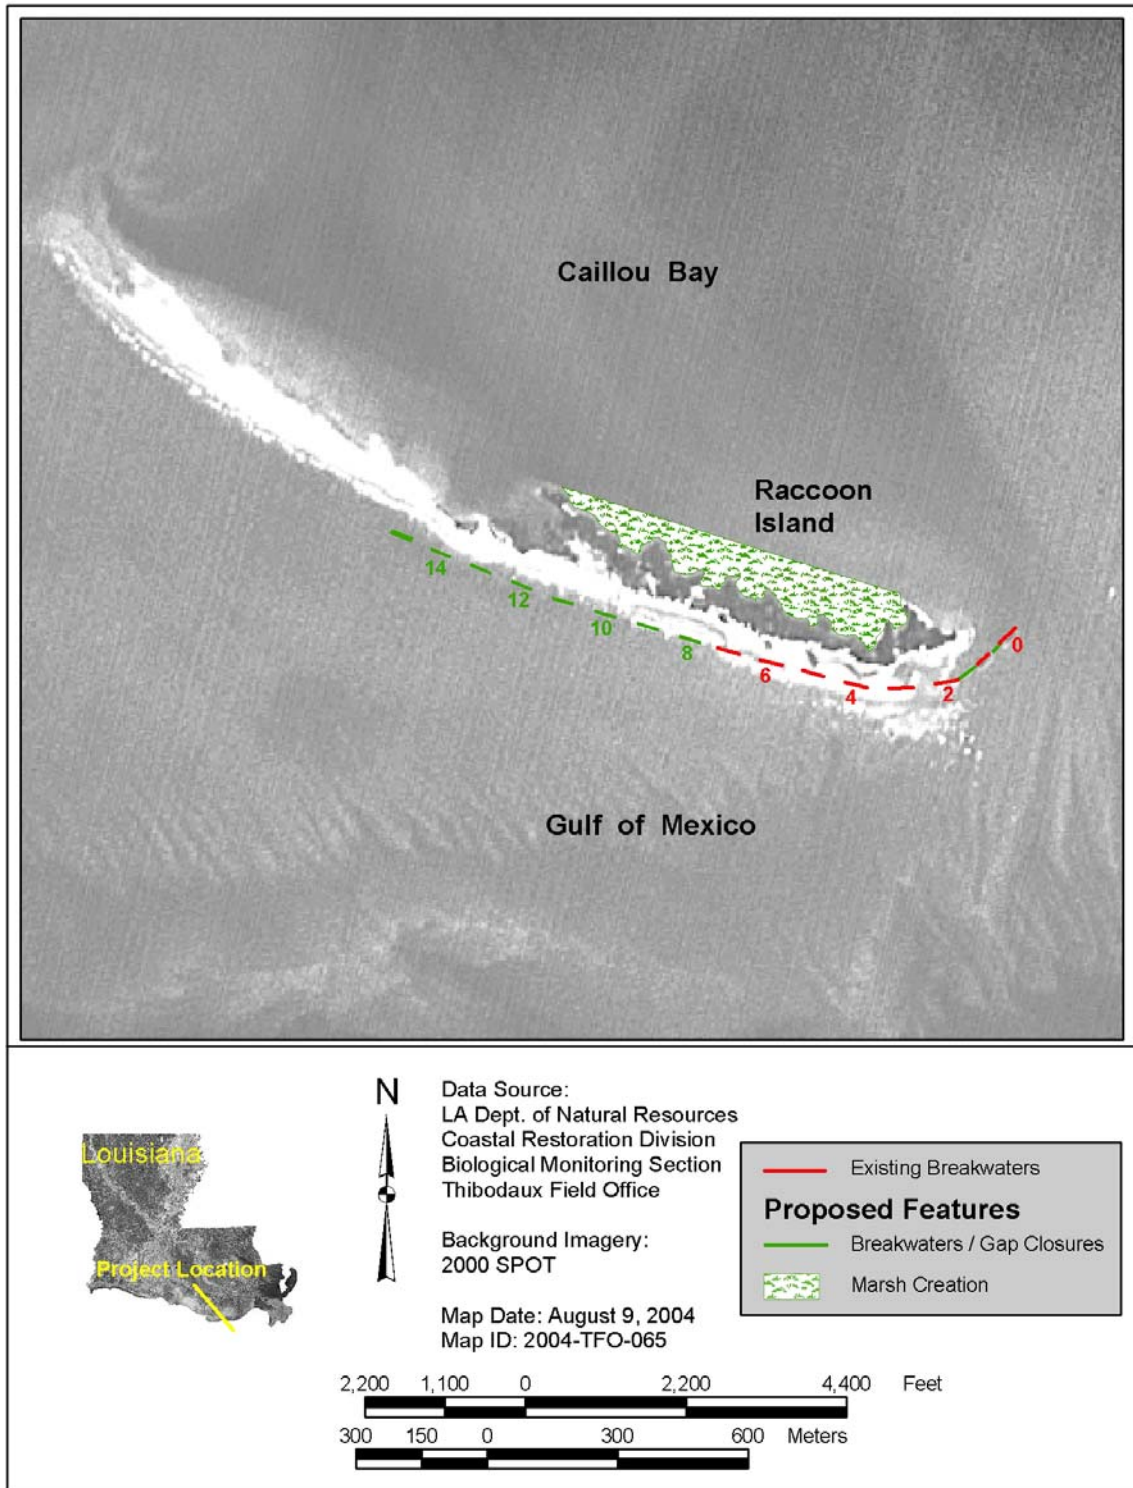 Caillou Bay
Raccoon
Island
14
12
10
8
6
4
2
0
Gulf of Mexico
Louisiana
Project Location
N
Data Source:
LA Dept. of Natural Resources
Coastal Restoration Division
Biological Monitoring Section
Thibodaux Field Office
Background Imagery:
2000 SPOT
Map Date: August 9, 2004
Map ID: 2004-TFO-065
Existing Breakwaters
Proposed Features
Breakwaters / Gap Closures
Marsh Creation
2,200 1,100 0 2,200 4,400 Feet
300 150 0 300 600 Meters